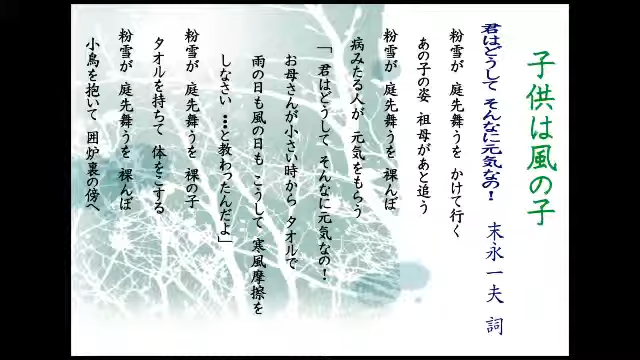 子供は風の子
君はどうして そんなに元気なの!
末永一夫 詞
粉雪が 庭先舞うを かけて行く
あの子の姿 祖母があと追う
粉雪が 庭先舞うを 裸んぼ
病みたる人が 元気をもらう
「 君はどうして そんなに元気なの!
お母さんが小さい時から タオルで
雨の日も風の日も こうして 寒風摩擦を
しなさい …と教わったんだよ」
粉雪が 庭先舞うを 裸の子
タオルを持ちて 体をこする
粉雪が 庭先舞うを 裸んぼ
小鳥を抱いて 囲炉裏の傍へ